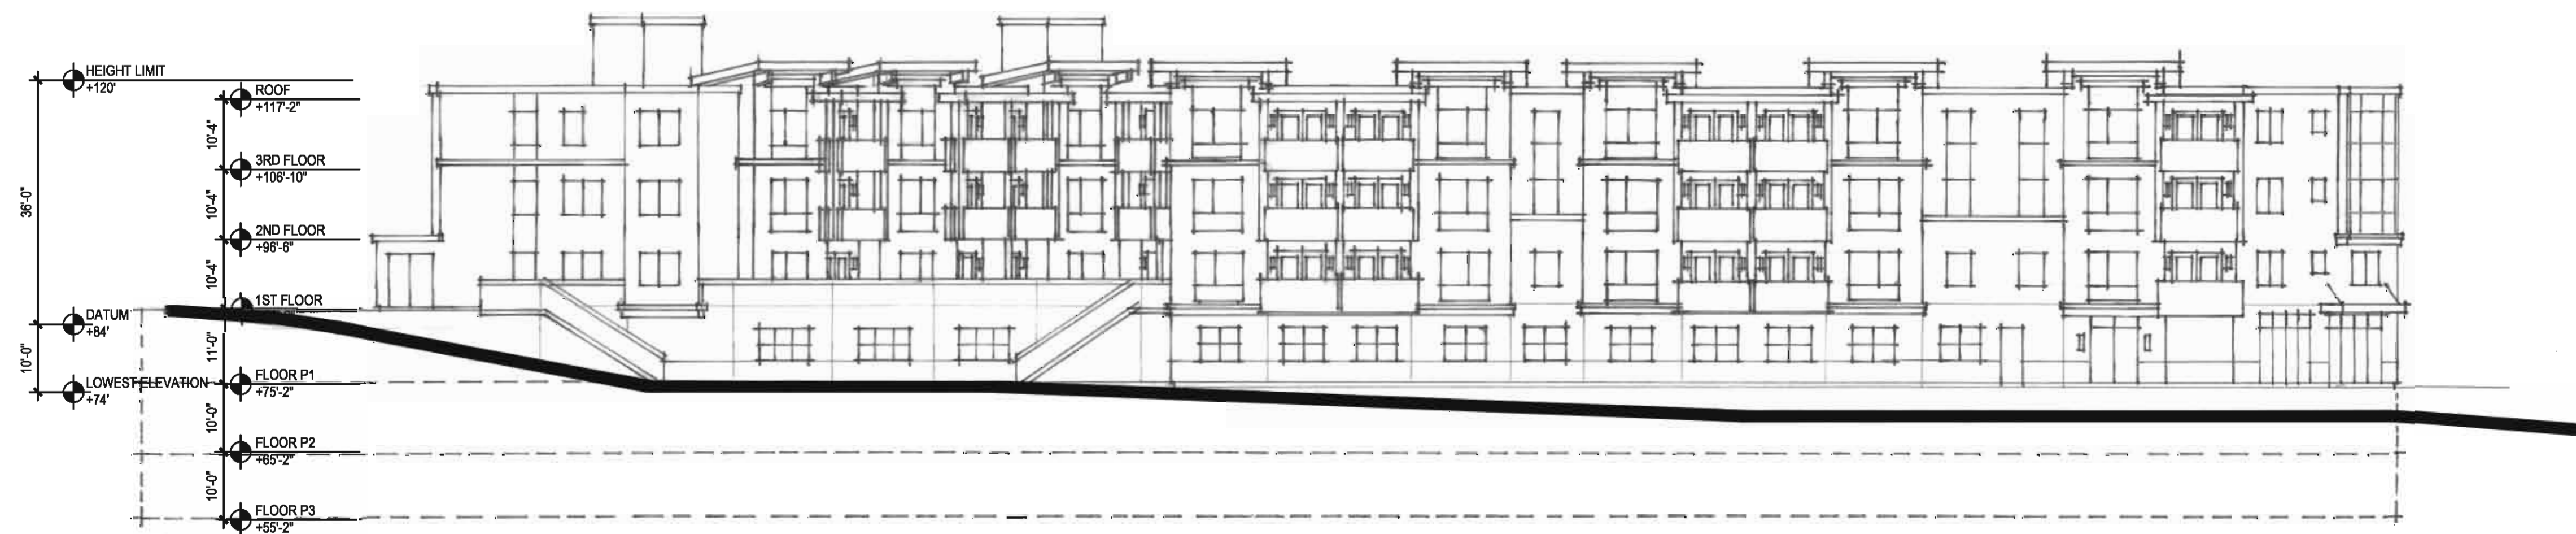 HEIGHT LIMIT
+120'
ROOF
+117'-2"
10'-4"
3RD FLOOR
+106'-10"
36'-0"
10'-4"
2ND FLOOR
+96'-6"
10'-4"
1ST FLOOR
DATUM
+84'
11'-0"
10'-0"
FLOOR P1
+75'-2"
LOWEST ELEVATION
+74'
10'-0"
FLOOR P2
+65'-2"
10'-0"
FLOOR P3
+55'-2"